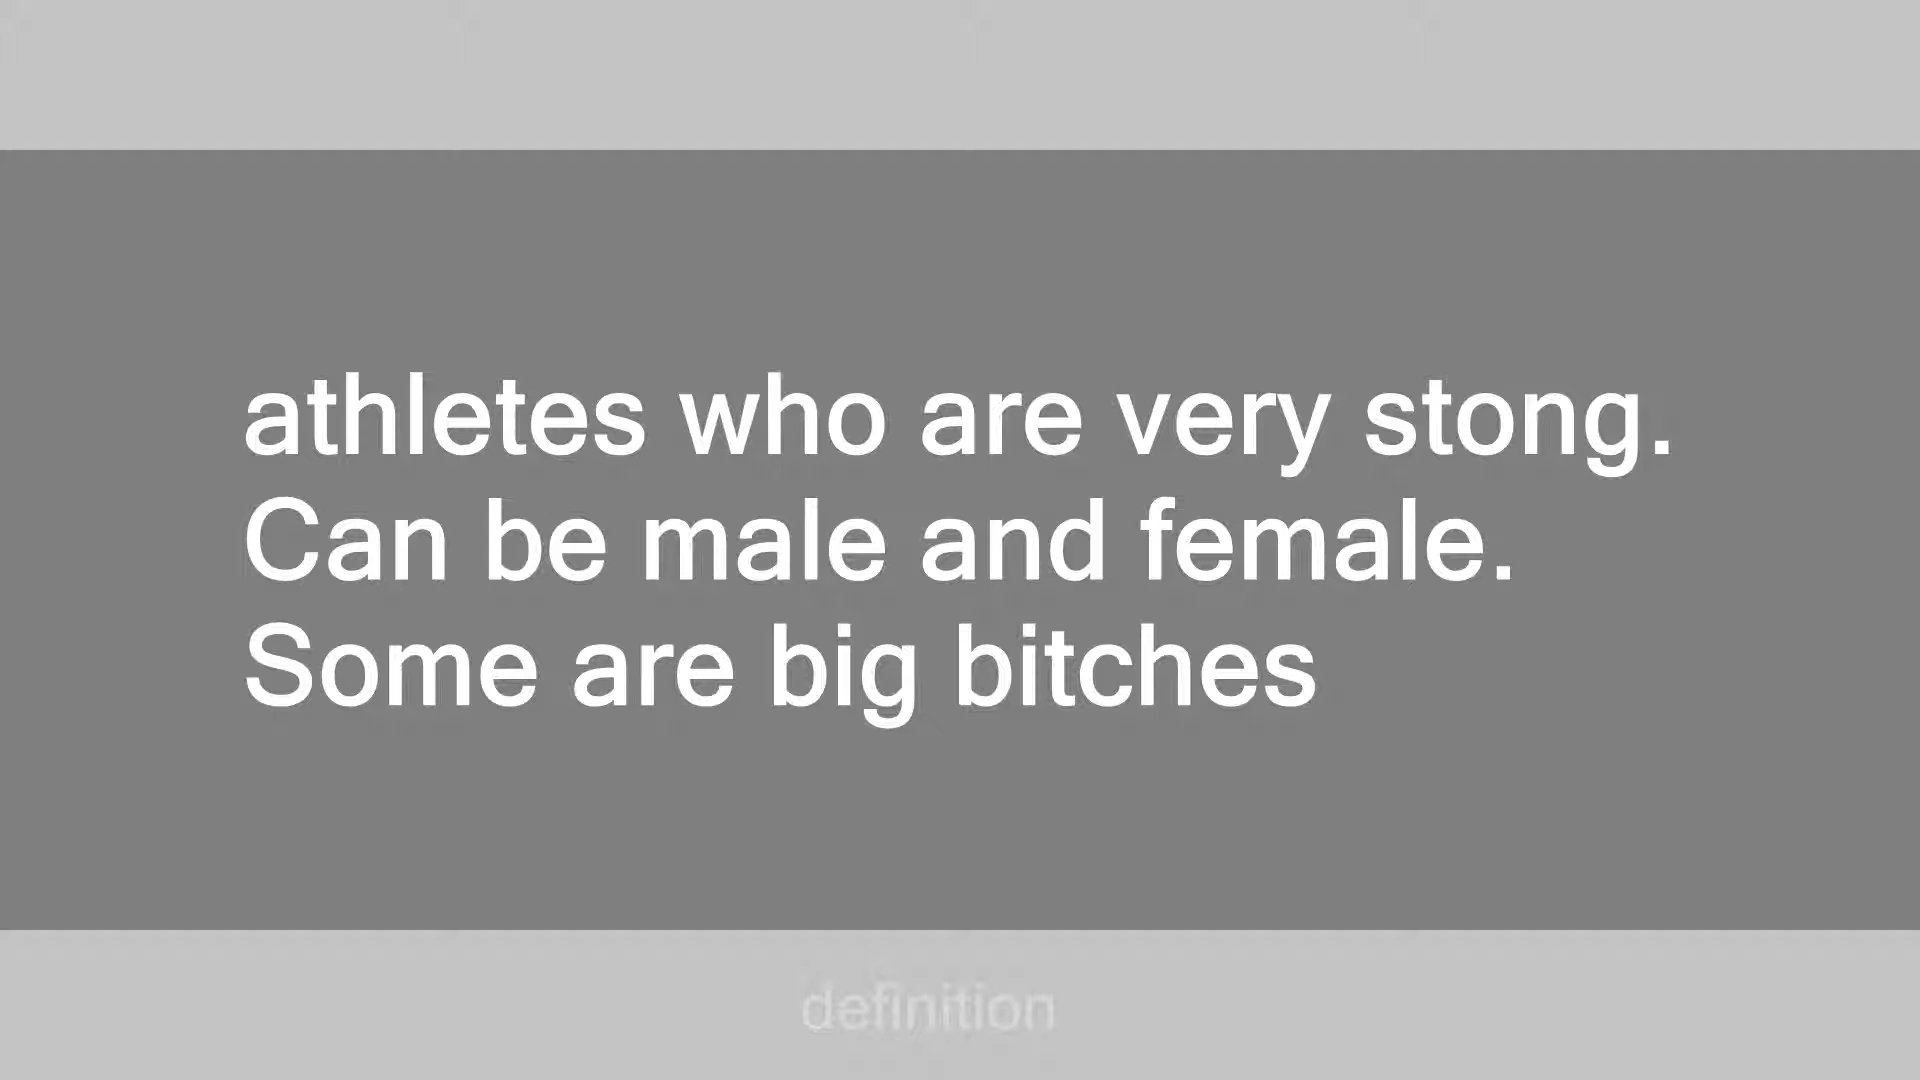 athletes who are very stong.
Can be male and female.
Some are big bitches
definition